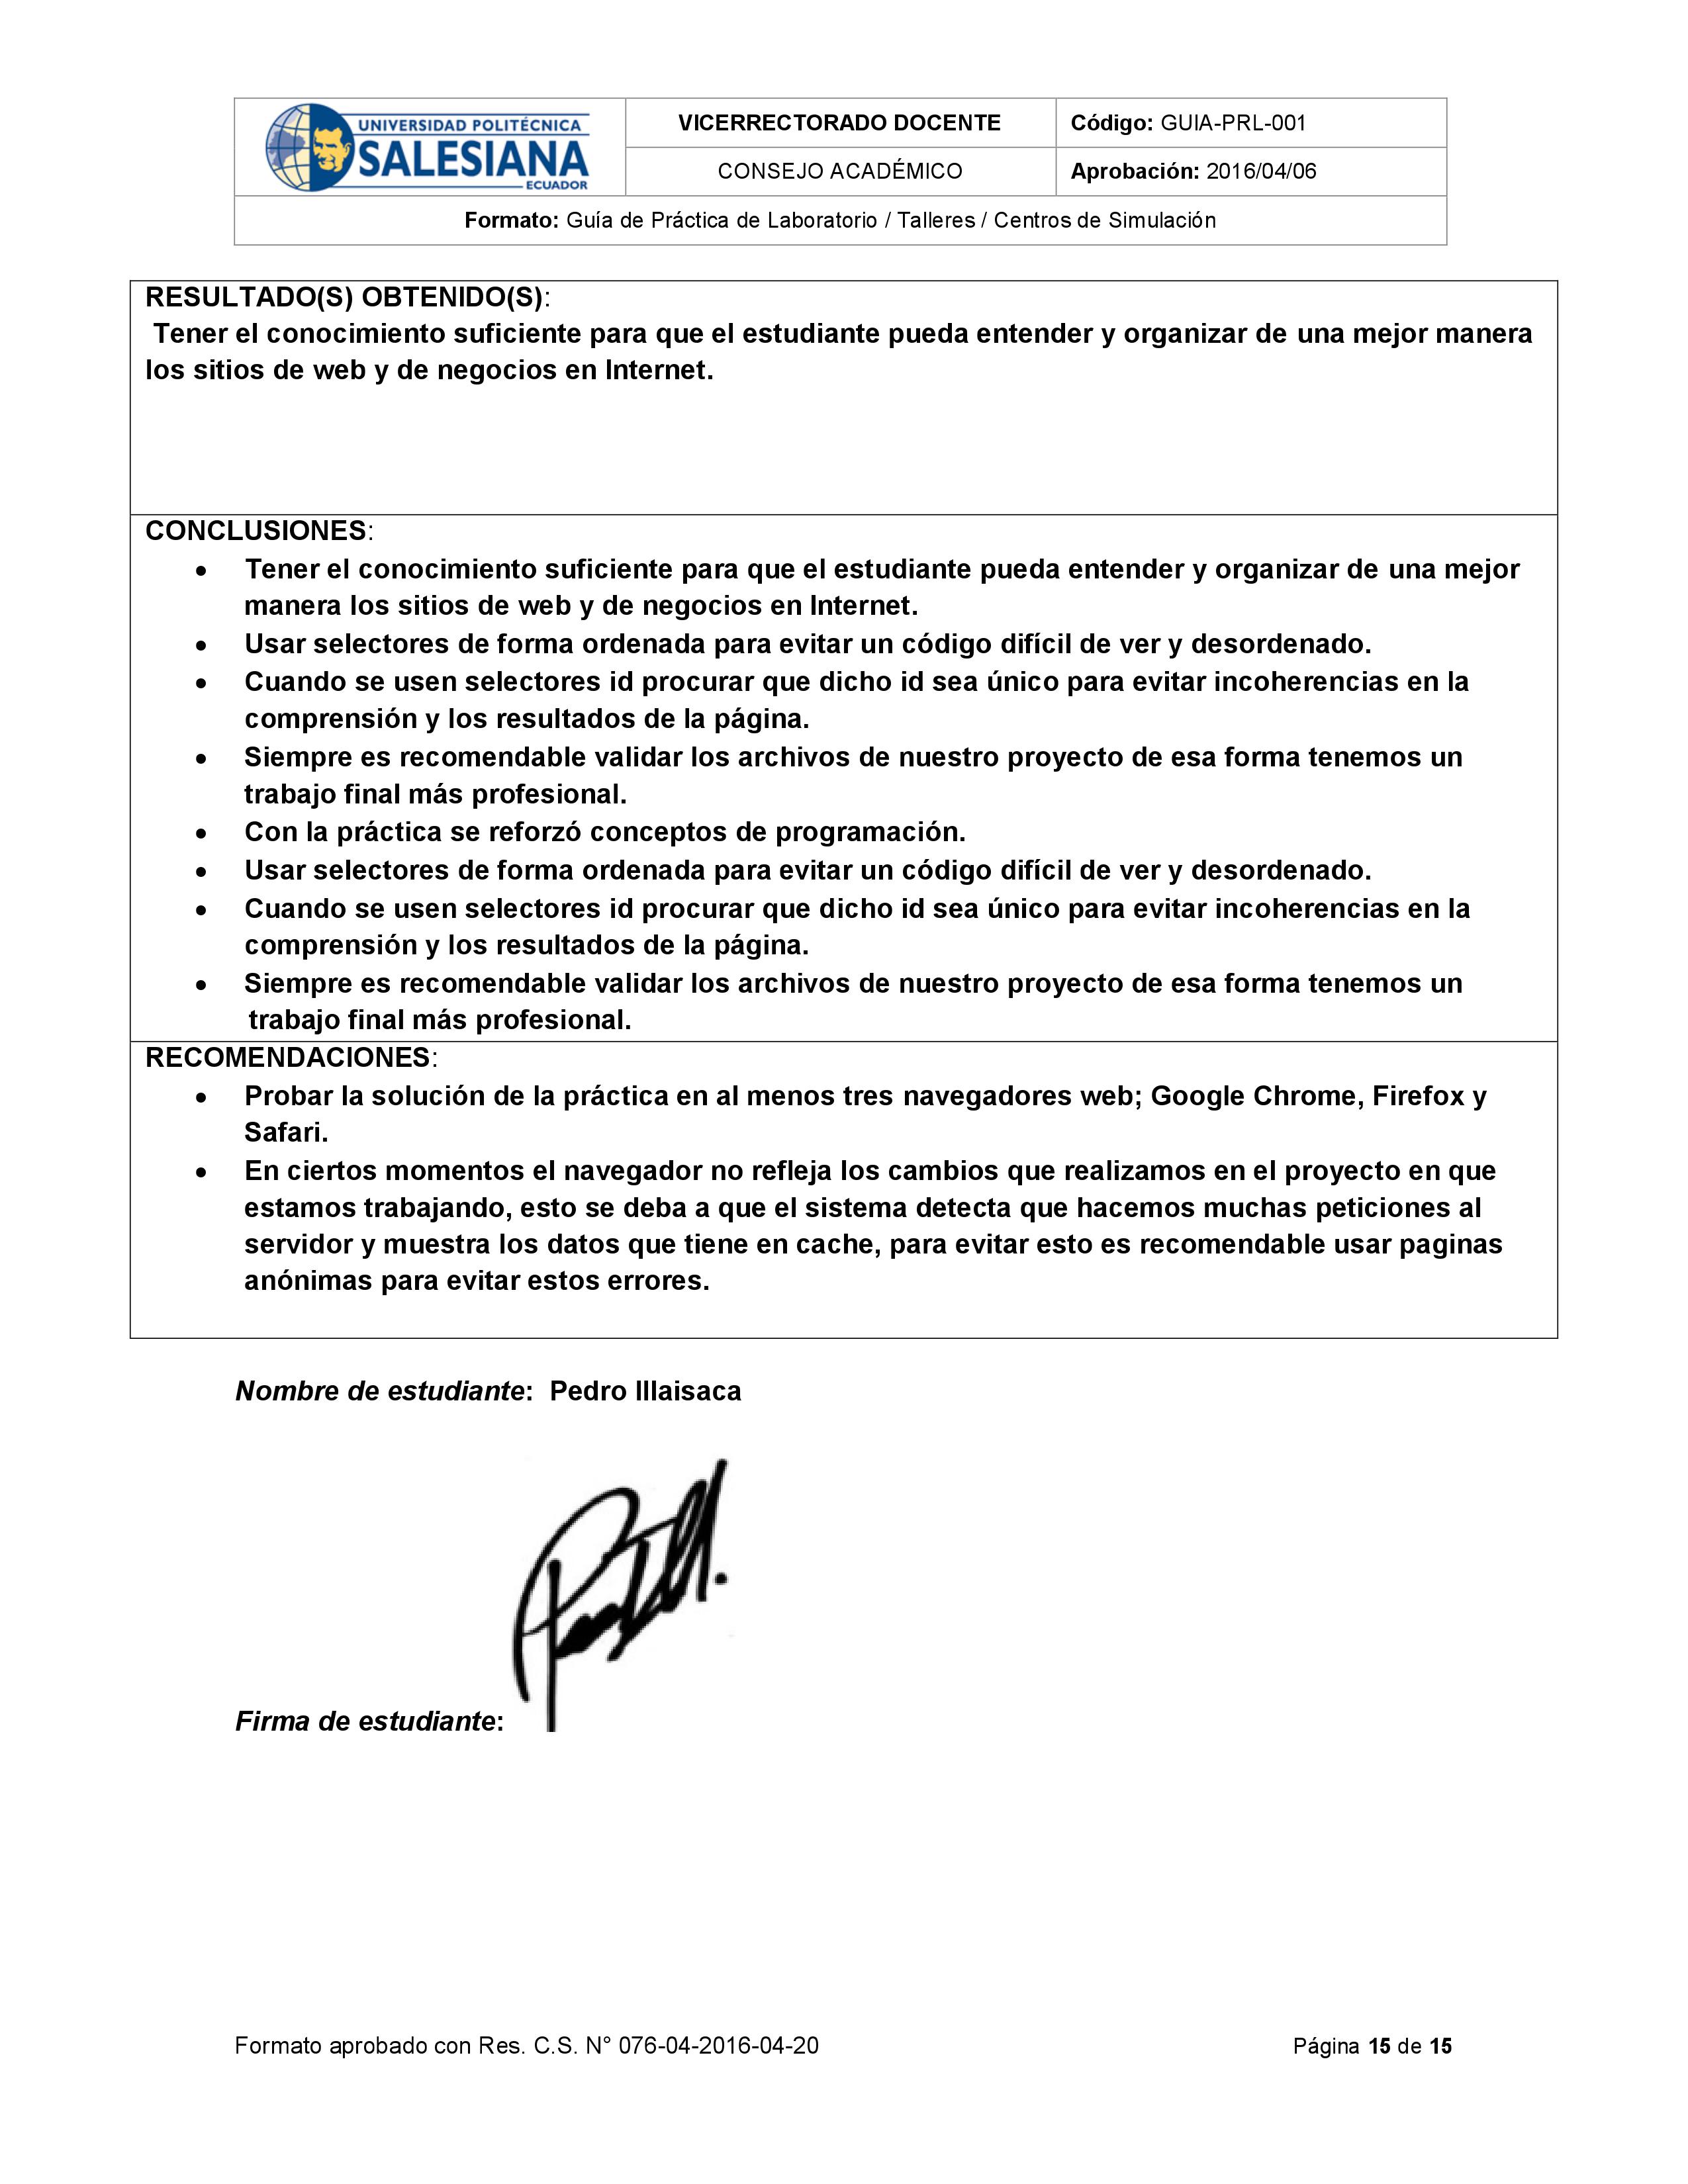 UNIVERSIDAD POLITÉCNICA
SALESIANA
ECUADOR
VICERRECTORADO DOCENTE
Código: GUIA-PRL-001
CONSEJO ACADÉMICO
Aprobación: 2016/04/06
Formato: Guía de Práctica de Laboratorio / Talleres / Centros de Simulación
RESULTADO(S) OBTENIDO(S):
Tener el conocimiento suficiente para que el estudiante pueda entender y organizar de una mejor manera
los sitios de web y de negocios en Internet.
CONCLUSIONES:
• Tener el conocimiento suficiente para que el estudiante pueda entender y organizar de una mejor
manera los sitios de web y de negocios en Internet.
• Usar selectores de forma ordenada para evitar un código difícil de ver y desordenado.
• Cuando se usen selectores id procurar que dicho id sea único para evitar incoherencias en la
comprensión y los resultados de la página.
• Siempre es recomendable validar los archivos de nuestro proyecto de esa forma tenemos un
trabajo final más profesional.
• Con la práctica se reforzó conceptos de programación.
• Usar selectores de forma ordenada para evitar un código difícil de ver y desordenado.
• Cuando se usen selectores id procurar que dicho id sea único para evitar incoherencias en la
comprensión y los resultados de la página.
• Siempre es recomendable validar los archivos de nuestro proyecto de esa forma tenemos un
trabajo final más profesional.
RECOMENDACIONES:
• Probar la solución de la práctica en al menos tres navegadores web; Google Chrome, Firefox y
Safari.
• En ciertos momentos el navegador no refleja los cambios que realizamos en el proyecto en que
estamos trabajando, esto se deba a que el sistema detecta que hacemos muchas peticiones al
servidor y muestra los datos que tiene en cache, para evitar esto es recomendable usar paginas
anónimas para evitar estos errores.
Nombre de estudiante: Pedro Illaisaca
Firma de estudiante:
Formato aprobado con Res. C.S. N° 076-04-2016-04-20
Página 15 de 15